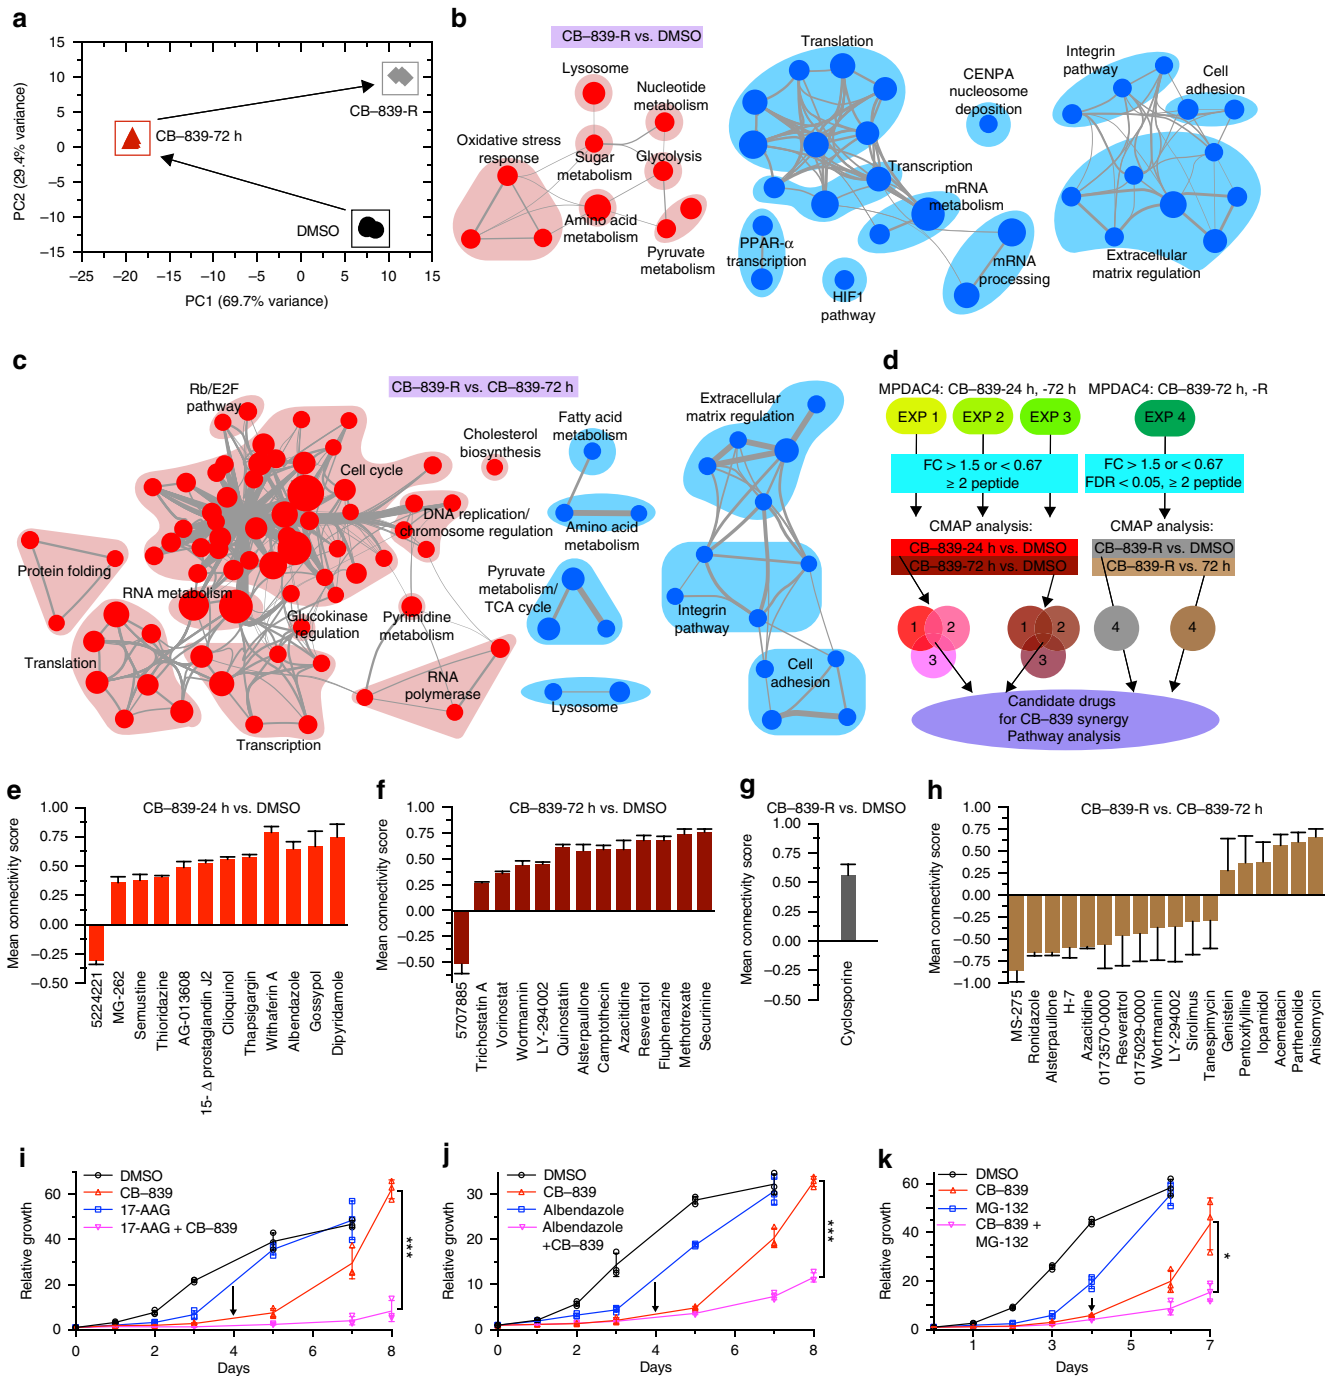 a
15
10
5
0
−5
−10
−15
PC2 (29.4% variance)
−25
−20
−15
−10
−5
0
5
10
15
PC1 (69.7% variance)
CB–839-R
CB–839-72 h
DMSO
b
CB–839-R vs. DMSO
Lysosome
Nucleotide
metabolism
Oxidative stress
response
Sugar
metabolism
Glycolysis
Amino acid
metabolism
Pyruvate
metabolism
Translation
CENPA
nucleosome
deposition
Transcription
mRNA
metabolism
PPAR-α
transcription
HIF1
pathway
mRNA
processing
Integrin
pathway
Cell
adhesion
Extracellular
matrix regulation
c
CB–839-R vs. CB–839-72 h
Rb/E2F
pathway
Cell cycle
Cholesterol
biosynthesis
DNA replication/
chromosome regulation
Protein folding
RNA metabolism
Glucokinase
regulation
Pyrimidine
metabolism
Translation
RNA
polymerase
Transcription
Fatty acid
metabolism
Amino acid
metabolism
Pyruvate
metabolism/
TCA cycle
Lysosome
Extracellular
matrix regulation
Integrin
pathway
Cell
adhesion
d
MPDAC4: CB–839-24 h, -72 h
MPDAC4: CB–839-72 h, -R
EXP 1
EXP 2
EXP 3
EXP 4
FC > 1.5 or < 0.67
≥ 2 peptide
FC > 1.5 or < 0.67
FDR < 0.05, ≥ 2 peptide
CMAP analysis:
CMAP analysis:
CB–839-24 h vs. DMSO
CB–839-72 h vs. DMSO
CB–839-R vs. DMSO
CB–839-R vs. 72 h
1
2
3
1
2
3
4
4
Candidate drugs
for CB–839 synergy
Pathway analysis
e
CB–839-24 h vs. DMSO
Mean connectivity score
1.00
0.75
0.50
0.25
0.00
−0.25
−0.50
5224221
MG-262
Semustine
Thioridazine
AG-013608
15- Δ prostaglandin J2
Clioquinol
Thapsigargin
Withaferin A
Albendazole
Gossypol
Dipyridamole
f
CB–839-72 h vs. DMSO
Mean connectivity score
1.00
0.75
0.50
0.25
0.00
−0.25
−0.50
5707885
Trichostatin A
Vorinostat
Wortmannin
LY-294002
Quinostatin
Alsterpaullone
Camptothecin
Azacitidine
Resveratrol
Fluphenazine
Methotrexate
Securinine
g
CB–839-R vs. DMSO
Mean connectivity score
1.00
0.75
0.50
0.25
0.00
−0.25
−0.50
Cyclosporine
h
CB–839-R vs. CB–839-72 h
Mean connectivity score
1.00
0.75
0.50
0.25
0.00
−0.25
−0.50
−0.75
−1.00
MS-275
Ronidazole
Alsterpaullone
H-7
Azacitidine
0173570-0000
Resveratrol
0175029-0000
Wortmannin
LY-294002
Sirolimus
Tanespimycin
Genistein
Pentoxifylline
Iopamidol
Acemetacin
Parthenolide
Anisomycin
i
Relative growth
60
40
20
0
DMSO
CB–839
17-AAG
17-AAG + CB–839
***
0
2
4
6
8
Days
j
Relative growth
30
20
10
0
DMSO
CB–839
Albendazole
Albendazole
+CB–839
***
0
2
4
6
8
Days
k
Relative growth
60
40
20
0
DMSO
CB–839
MG-132
CB–839 +
MG-132
*
1
3
5
7
Days